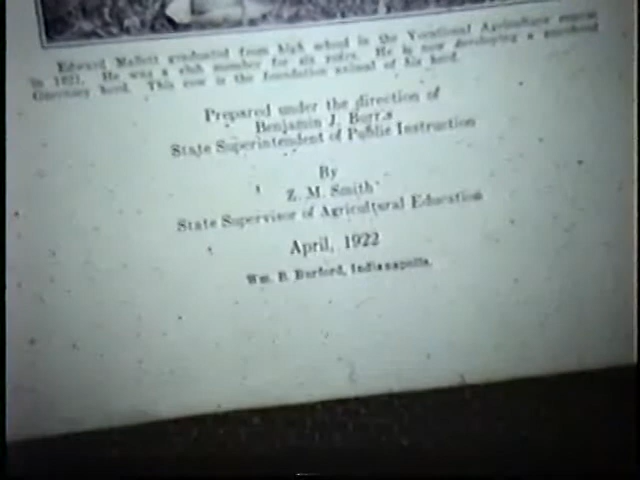 Edward Mallett graduated from high school in the Vocational Agriculture course
in 1921. He was a club member for six years. He is now developing a purebred
Guernsey herd. This cow is the foundation animal of his herd.
Prepared under the direction of
Benjamin J. Burris
State Superintendent of Public Instruction
By
Z. M. Smith
State Supervisor of Agricultural Education
April, 1922
Wm. B. Burford, Indianapolis.